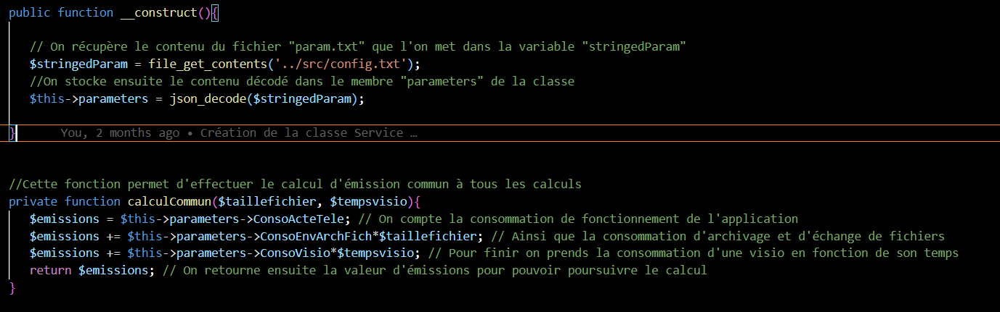 public function __construct(){
// On récupère le contenu du fichier "param.txt" que l'on met dans la variable "stringedParam"
$stringedParam = file_get_contents('../src/config.txt');
//On stocke ensuite le contenu décodé dans le membre "parameters" de la classe
$this->parameters = json_decode($stringedParam);
} You, 2 months ago • Création de la classe Service …
//Cette fonction permet d'effectuer le calcul d'émission commun à tous les calculs
private function calculCommun($taillefichier, $tempsvisio){
$emissions = $this->parameters->ConsoActeTele; // On compte la consommation de fonctionnement de l'application
$emissions += $this->parameters->ConsoEnvArchFich*$taillefichier; // Ainsi que la consommation d'archivage et d'échange de fichiers
$emissions += $this->parameters->ConsoVisio*$tempsvisio; // Pour finir on prends la consommation d'une visio en fonction de son temps
return $emissions; // On retourne ensuite la valeur d'émissions pour pouvoir poursuivre le calcul
}